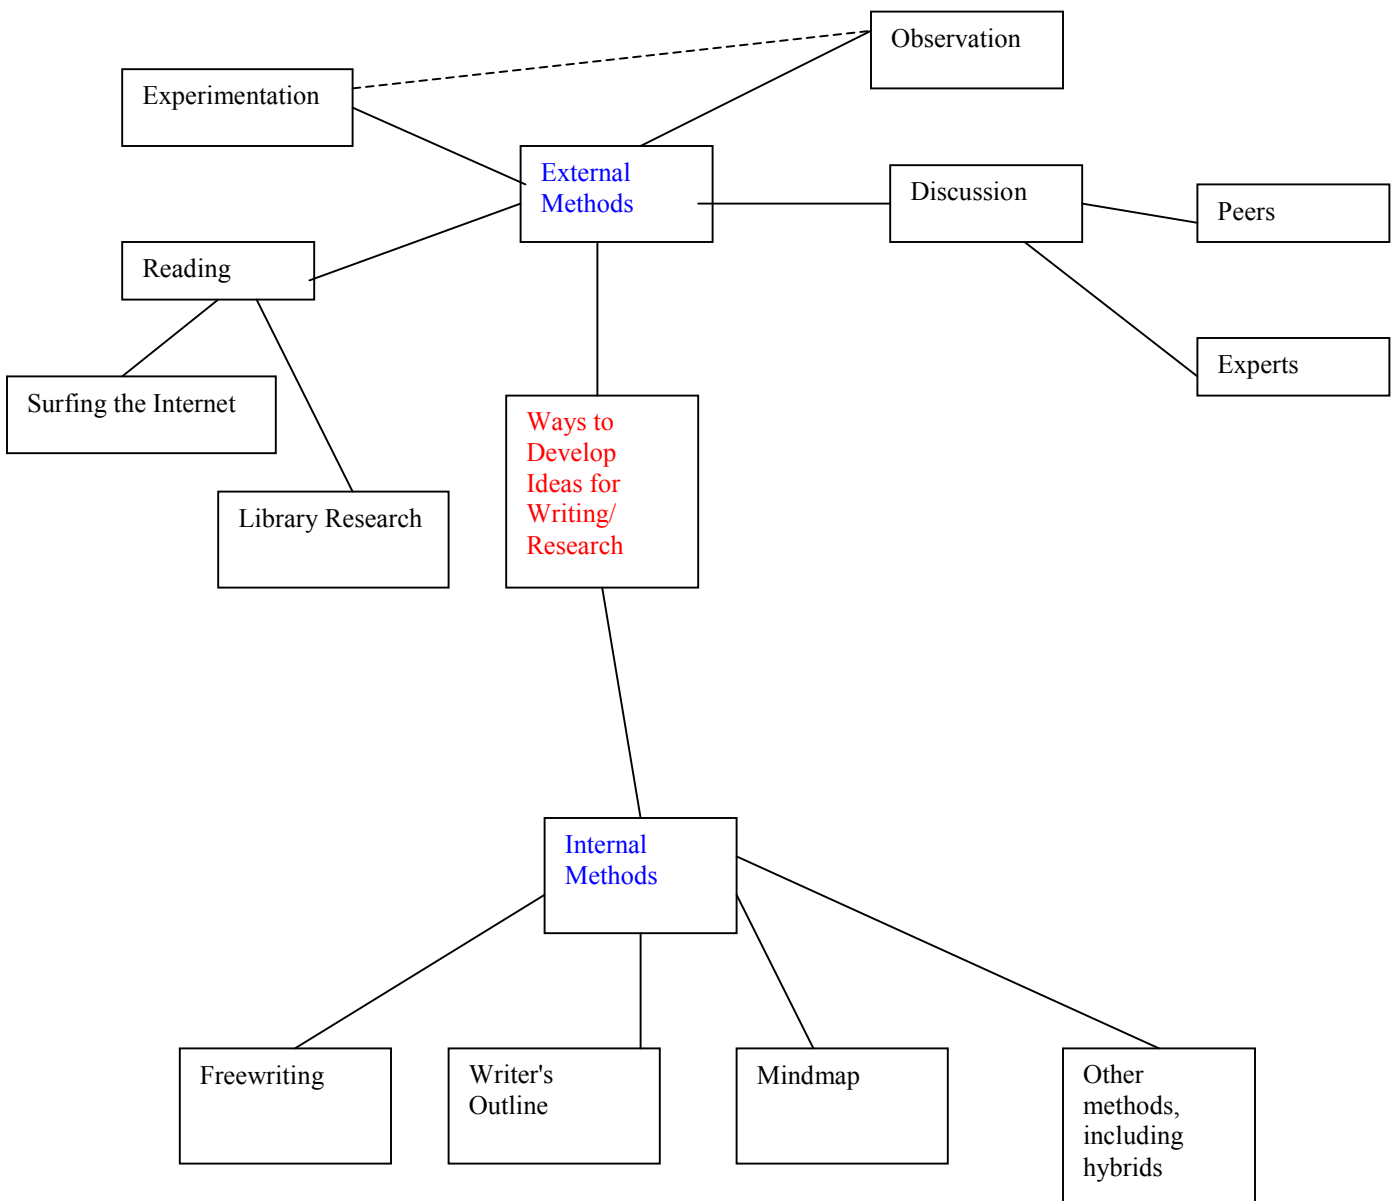 Observation
Experimentation
External
Methods
Discussion
Peers
Reading
Experts
Surfing the Internet
Ways to
Develop
Ideas for
Writing/
Research
Library Research
Internal
Methods
Freewriting
Writer's
Outline
Mindmap
Other
methods,
including
hybrids